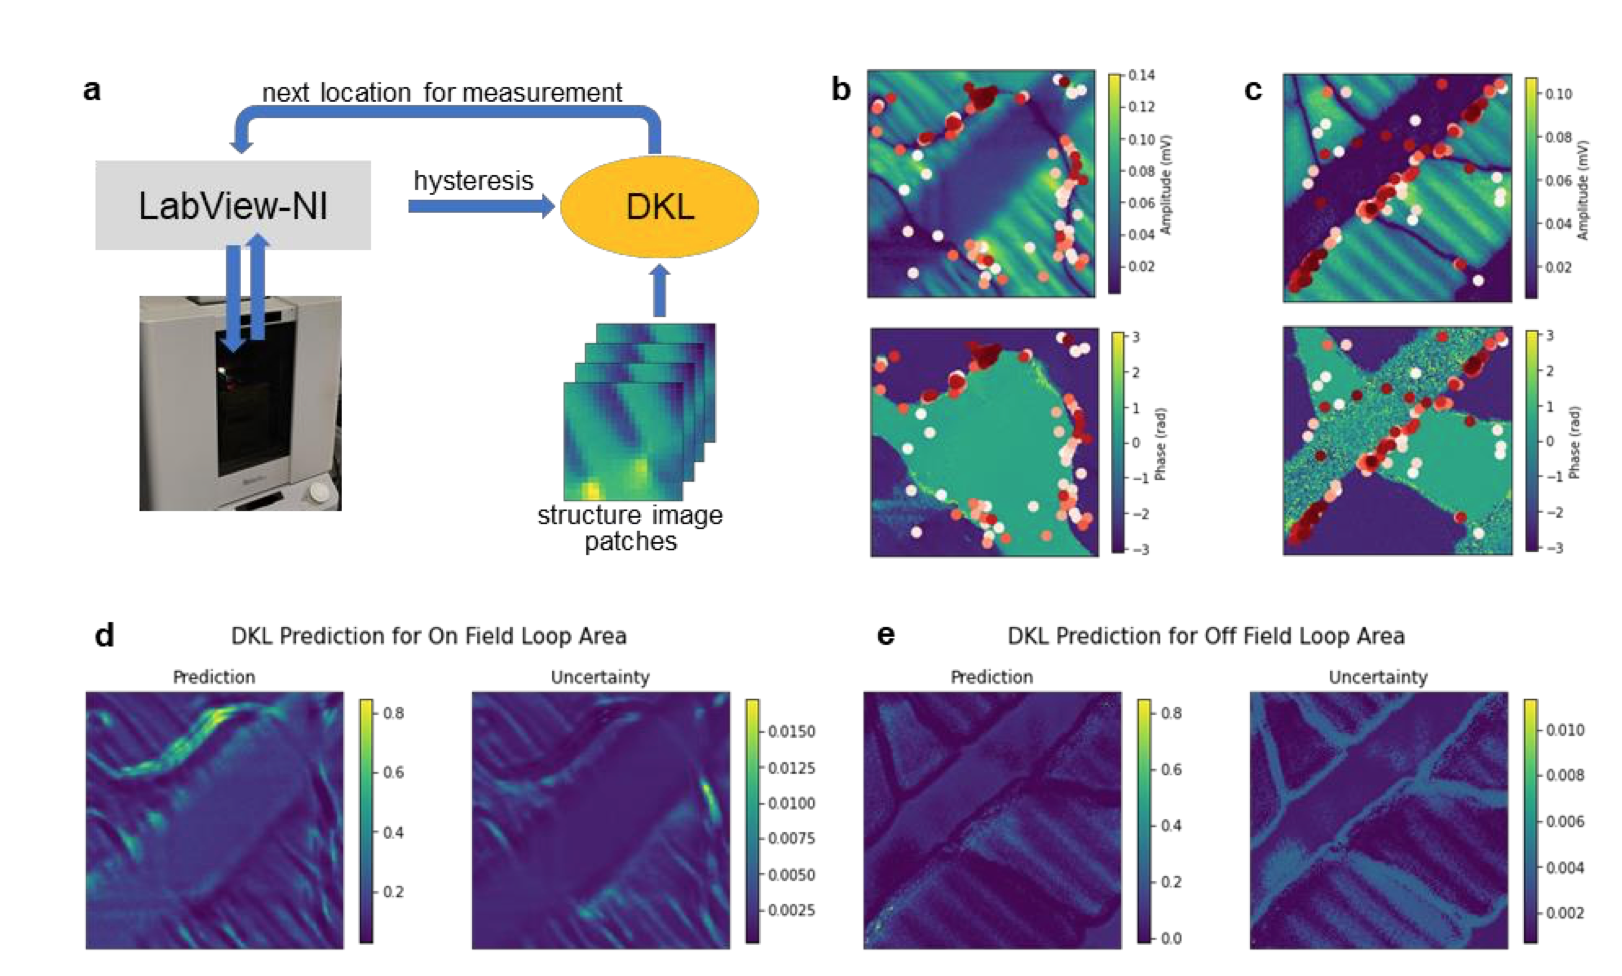 a
next location for measurement
LabView-NI
hysteresis
DKL
structure image
patches
b
0.14
0.12
0.10
0.08
0.06
0.04
0.02
Amplitude (mV)
3
2
1
0
−1
−2
−3
Phase (rad)
c
0.10
0.08
0.06
0.04
0.02
Amplitude (mV)
3
2
1
0
−1
−2
−3
Phase (rad)
d
DKL Prediction for On Field Loop Area
Prediction
0.8
0.6
0.4
0.2
Uncertainty
0.0150
0.0125
0.0100
0.0075
0.0050
0.0025
e
DKL Prediction for Off Field Loop Area
Prediction
0.8
0.6
0.4
0.2
0.0
Uncertainty
0.010
0.008
0.006
0.004
0.002